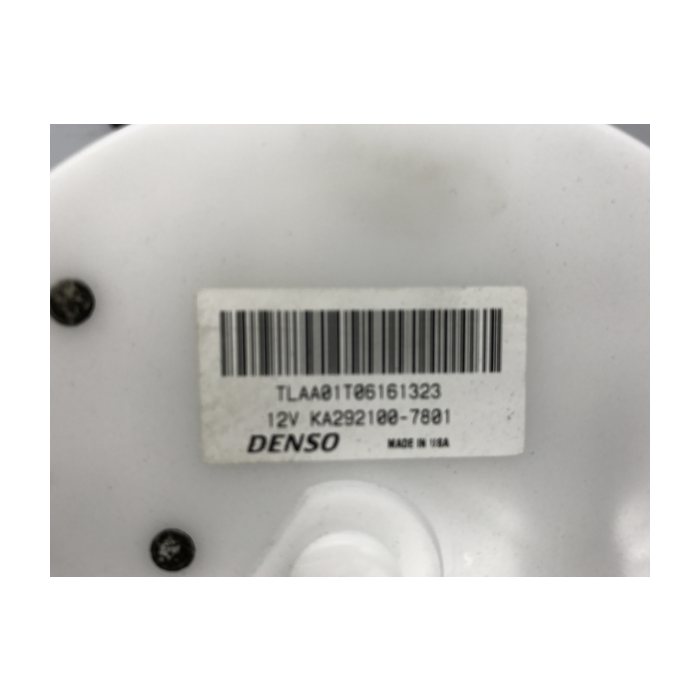 TLAA01T06161323
12V KA292100-7801
DENSO MADE IN USA